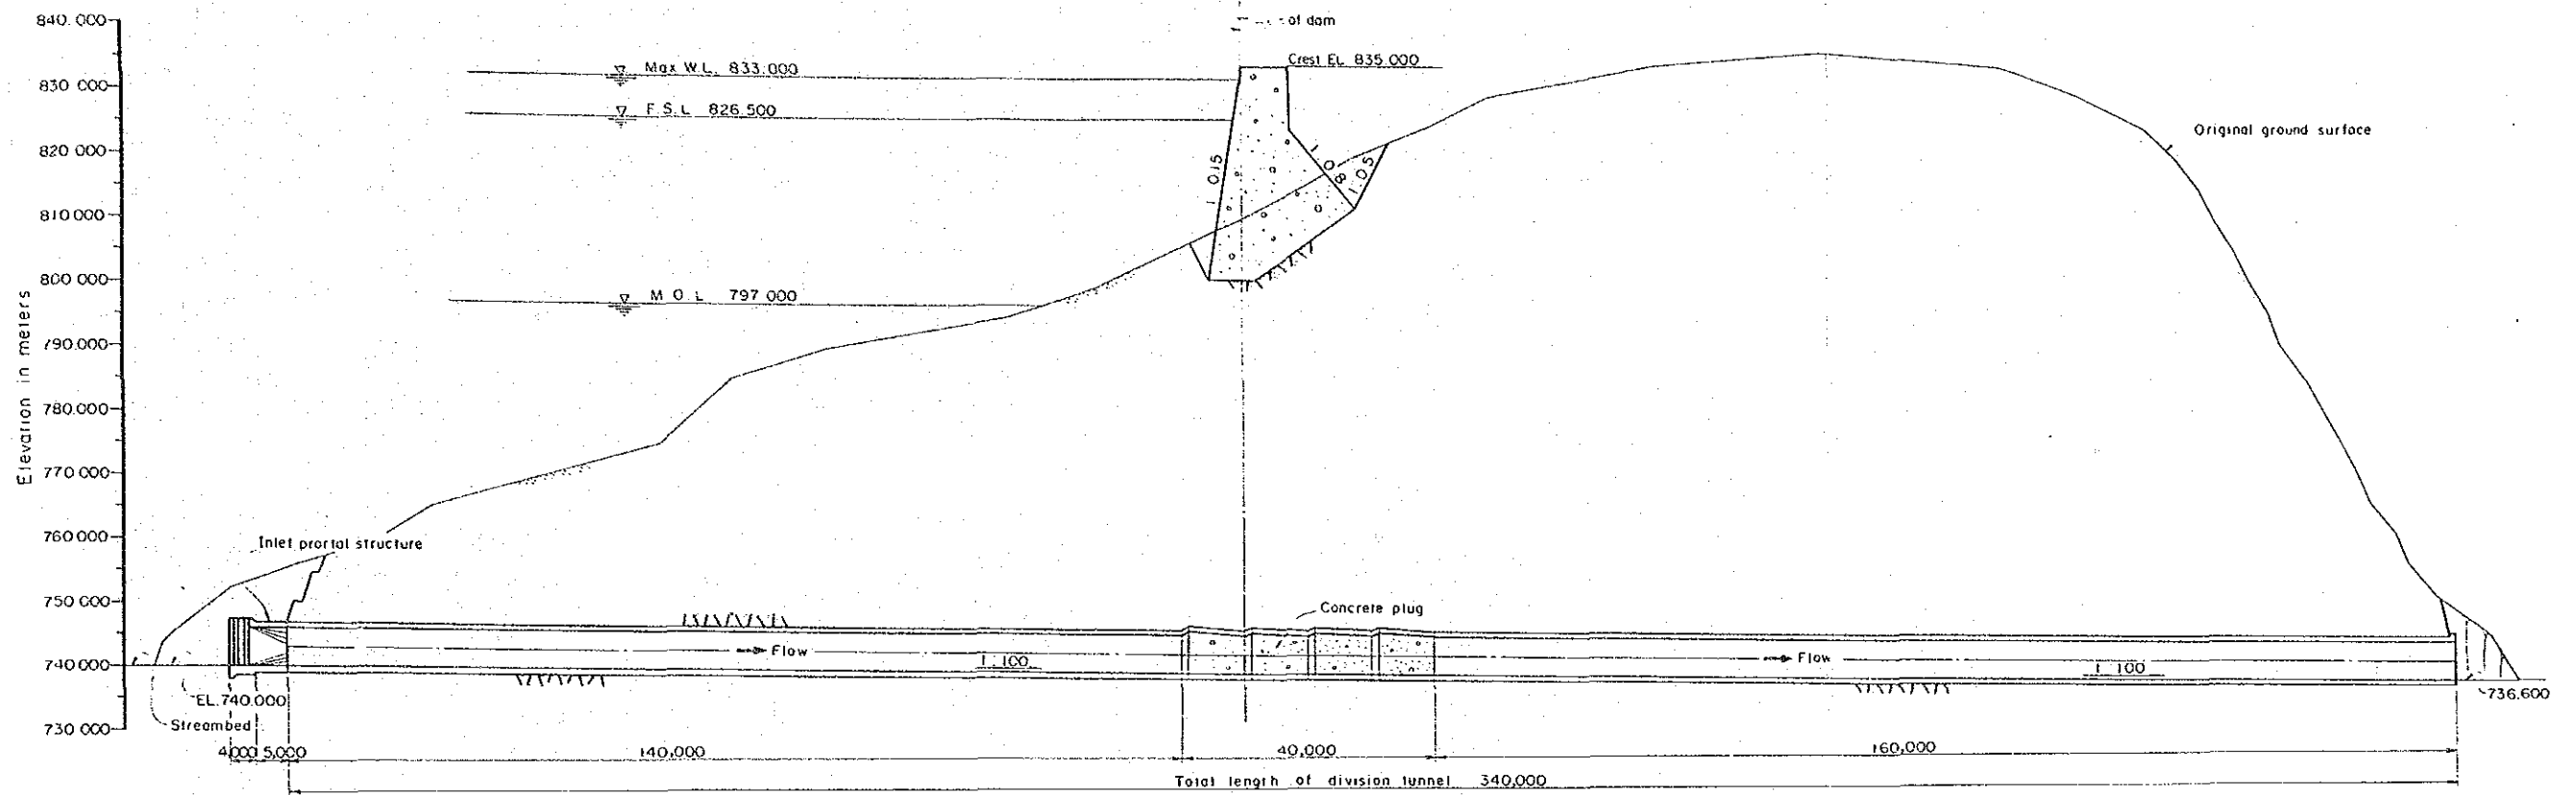 840.000
of dam
Crest EL 835.000
Max W.L. 833.000
830 000
F.S.L 826.500
Original ground surface
820 000
1 0.15
1 0.8
1 0.5
810 000
800 000
M.O.L 797.000
790.000
Elevation in meters
780.000
770 000
760 000
Inlet prortal structure
750 000
Concrete plug
Flow
1 : 100
Flow
1 : 100
740 000
EL.740.000
736.600
Streambed
730 000
4,000
5,000
140,000
40,000
160,000
Total length of division tunnel 340,000